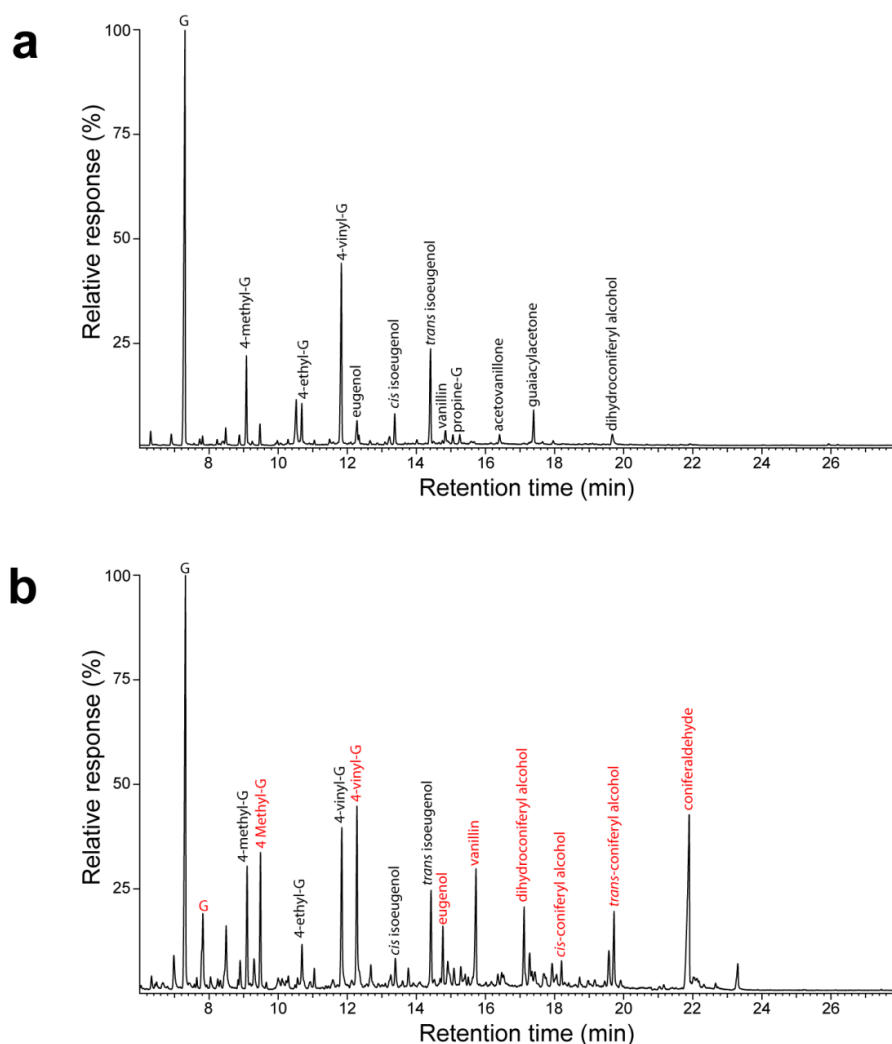 a
Relative response (%)
100
75
50
25
G
4-methyl-G
4-ethyl-G
4-vinyl-G
eugenol
cis isoeugenol
trans isoeugenol
vanillin
propine-G
acetovanillone
guaiacylacetone
dihydroconiferyl alcohol
8 10 12 14 16 18 20 22 24 26
Retention time (min)
b
Relative response (%)
100
75
50
25
G
G
4-methyl-G
4 Methyl-G
4-ethyl-G
4-vinyl-G
4-vinyl-G
cis isoeugenol
trans isoeugenol
eugenol
vanillin
dihydroconiferyl alcohol
cis-coniferyl alcohol
trans-coniferyl alcohol
coniferaldehyde
8 10 12 14 16 18 20 22 24 26
Retention time (min)